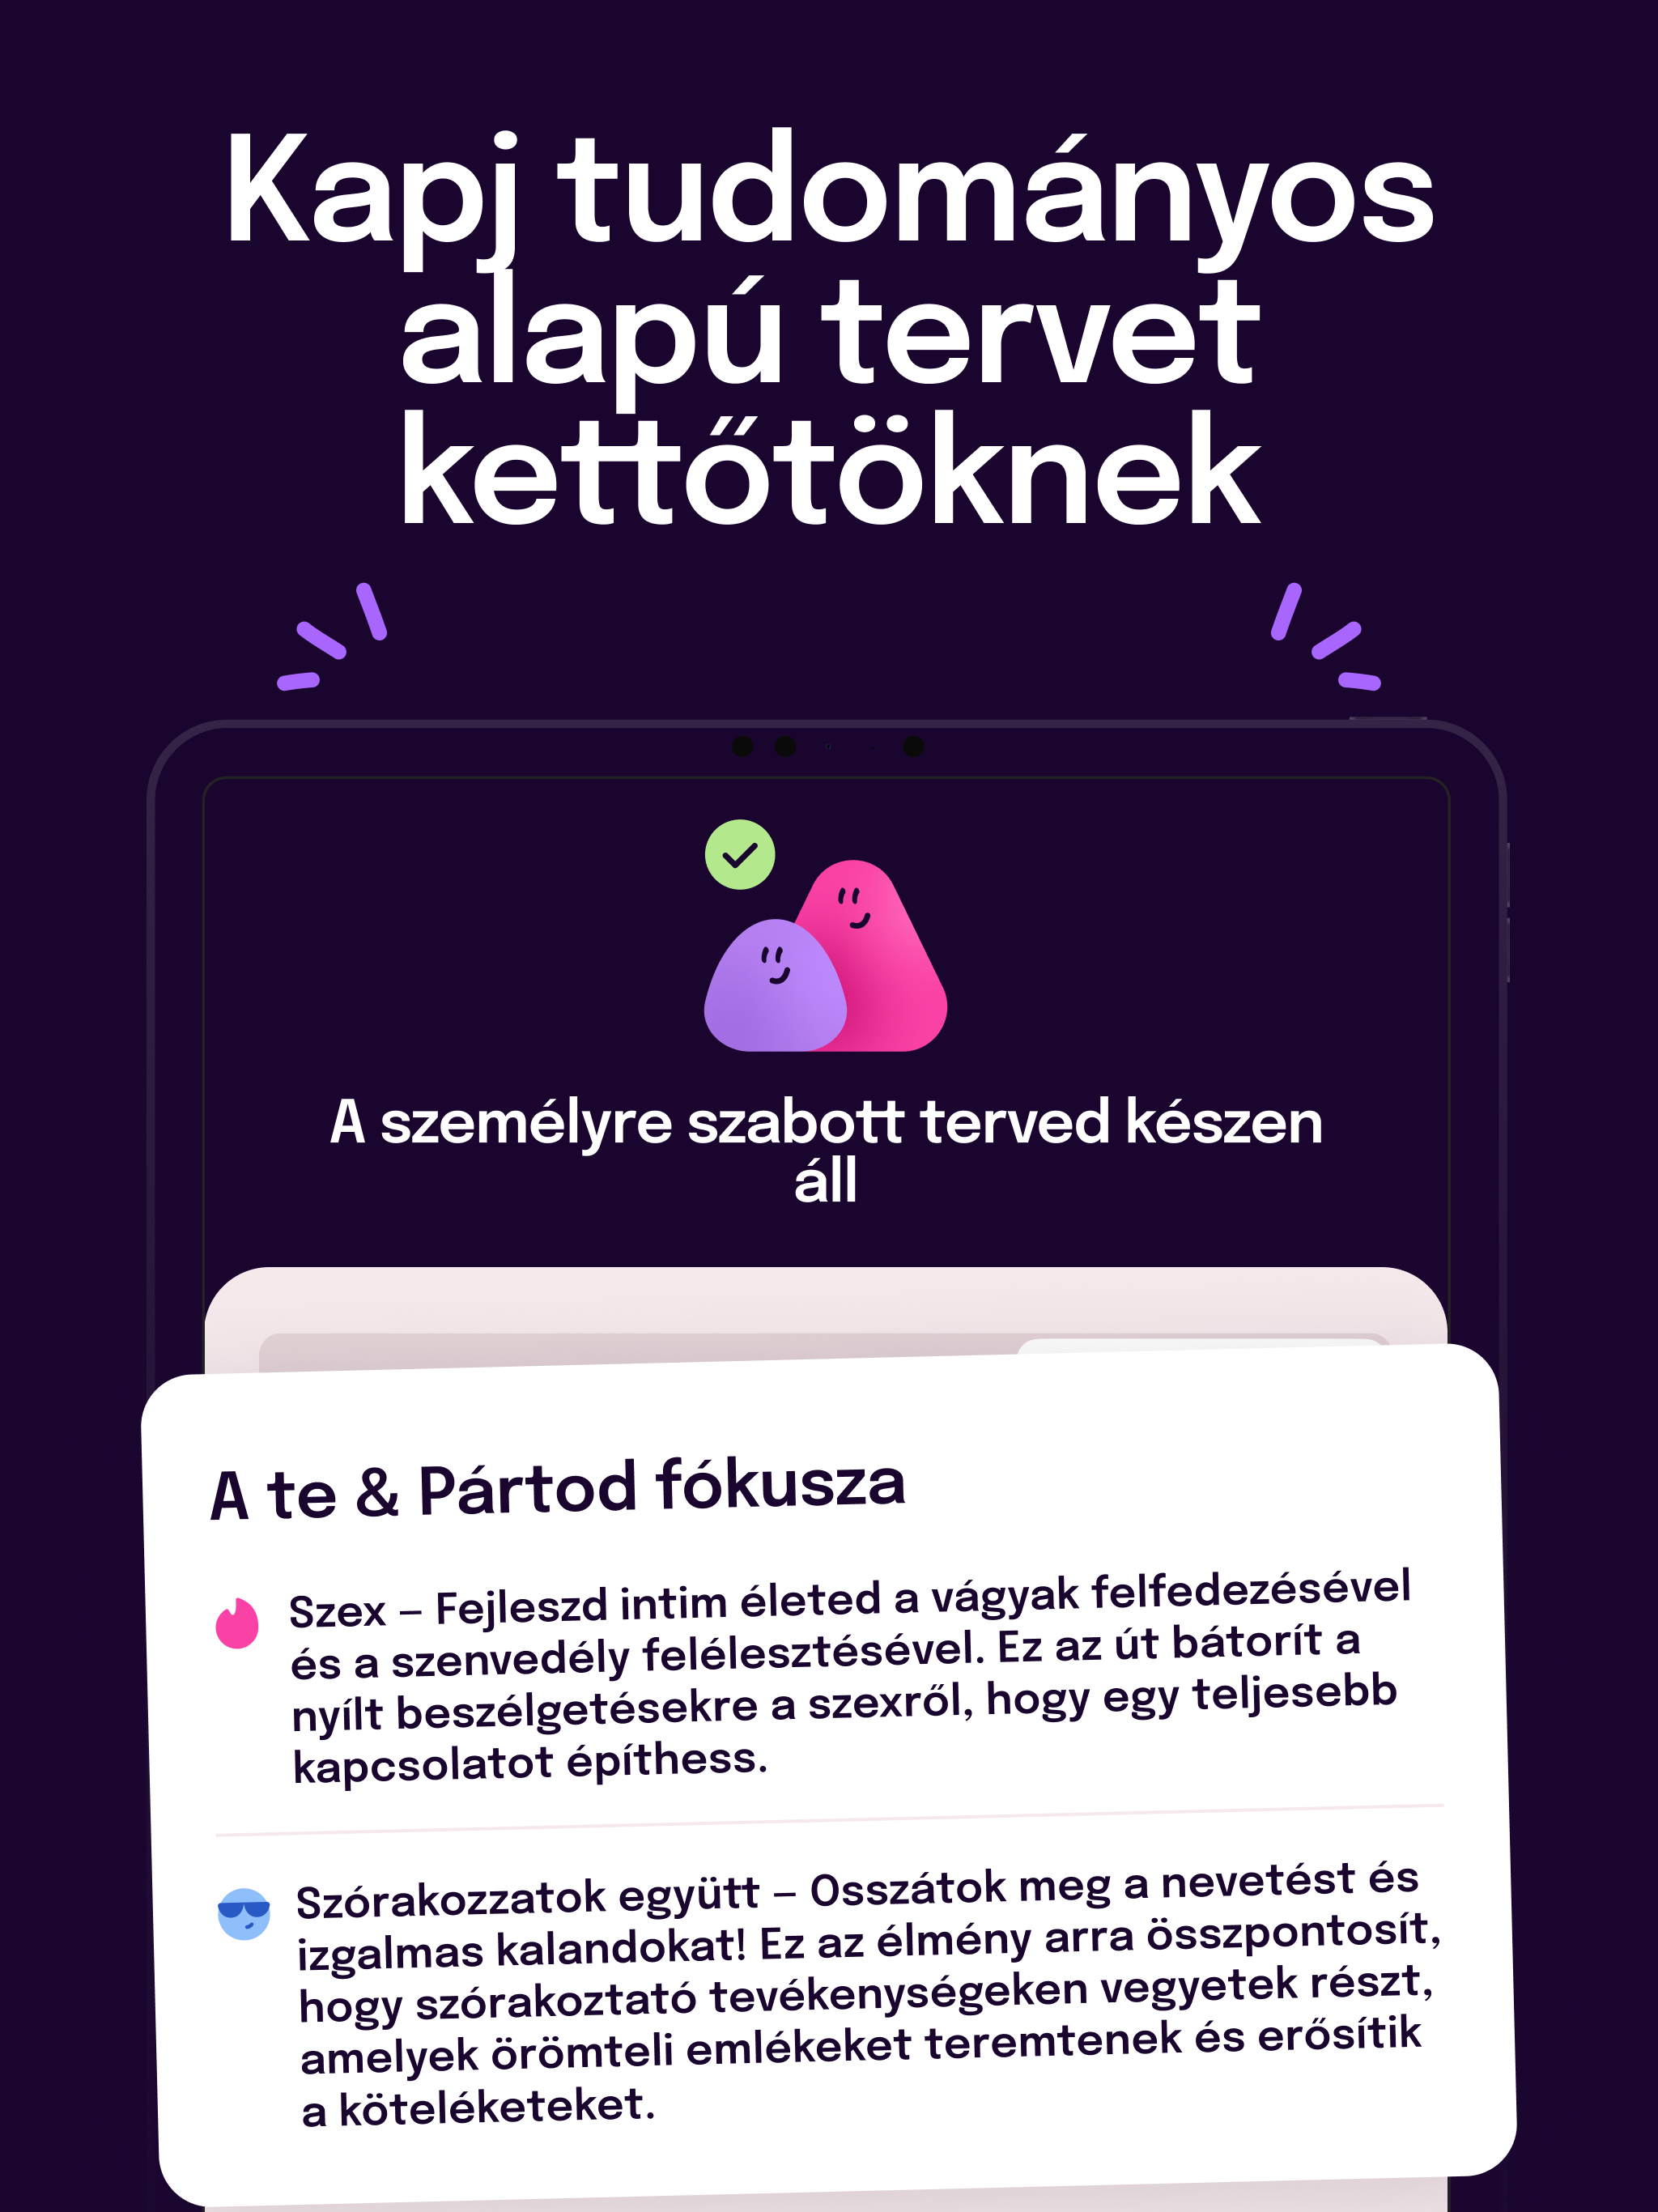 Kapj tudományos
alapú tervet
kettőtöknek
A személyre szabott terved készen
áll
A te & Pártod fókusza
Szex – Fejleszd intim életed a vágyak felfedezésével
és a szenvedély felélesztésével. Ez az út bátorít a
nyílt beszélgetésekre a szexről, hogy egy teljesebb
kapcsolatot építhess.
Szórakozzatok együtt – Osszátok meg a nevetést és
izgalmas kalandokat! Ez az élmény arra összpontosít,
hogy szórakoztató tevékenységeken vegyetek részt,
amelyek örömteli emlékeket teremtenek és erősítik
a köteléketeket.